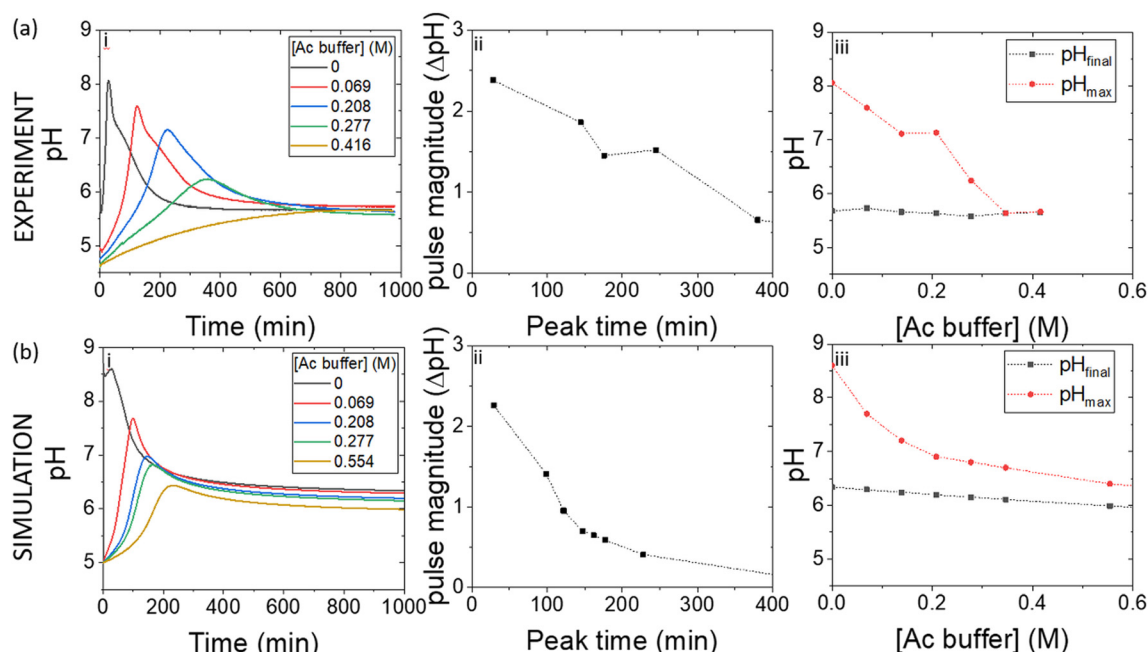 (a)
EXPERIMENT
i
pH
9
8
7
6
5
[Ac buffer] (M)
0
0.069
0.208
0.277
0.416
0 200 400 600 800 1000
Time (min)
ii
pulse magnitude (ΔpH)
3
2
1
0
0 100 200 300 400
Peak time (min)
iii
pH
9
8
7
6
5
pHfinal
pHmax
0.0 0.2 0.4 0.6
[Ac buffer] (M)
(b)
SIMULATION
i
pH
9
8
7
6
5
[Ac buffer] (M)
0
0.069
0.208
0.277
0.554
0 200 400 600 800 1000
Time (min)
ii
pulse magnitude (ΔpH)
3
2
1
0
0 100 200 300 400
Peak time (min)
iii
pH
9
8
7
6
5
pHfinal
pHmax
0.0 0.2 0.4 0.6
[Ac buffer] (M)